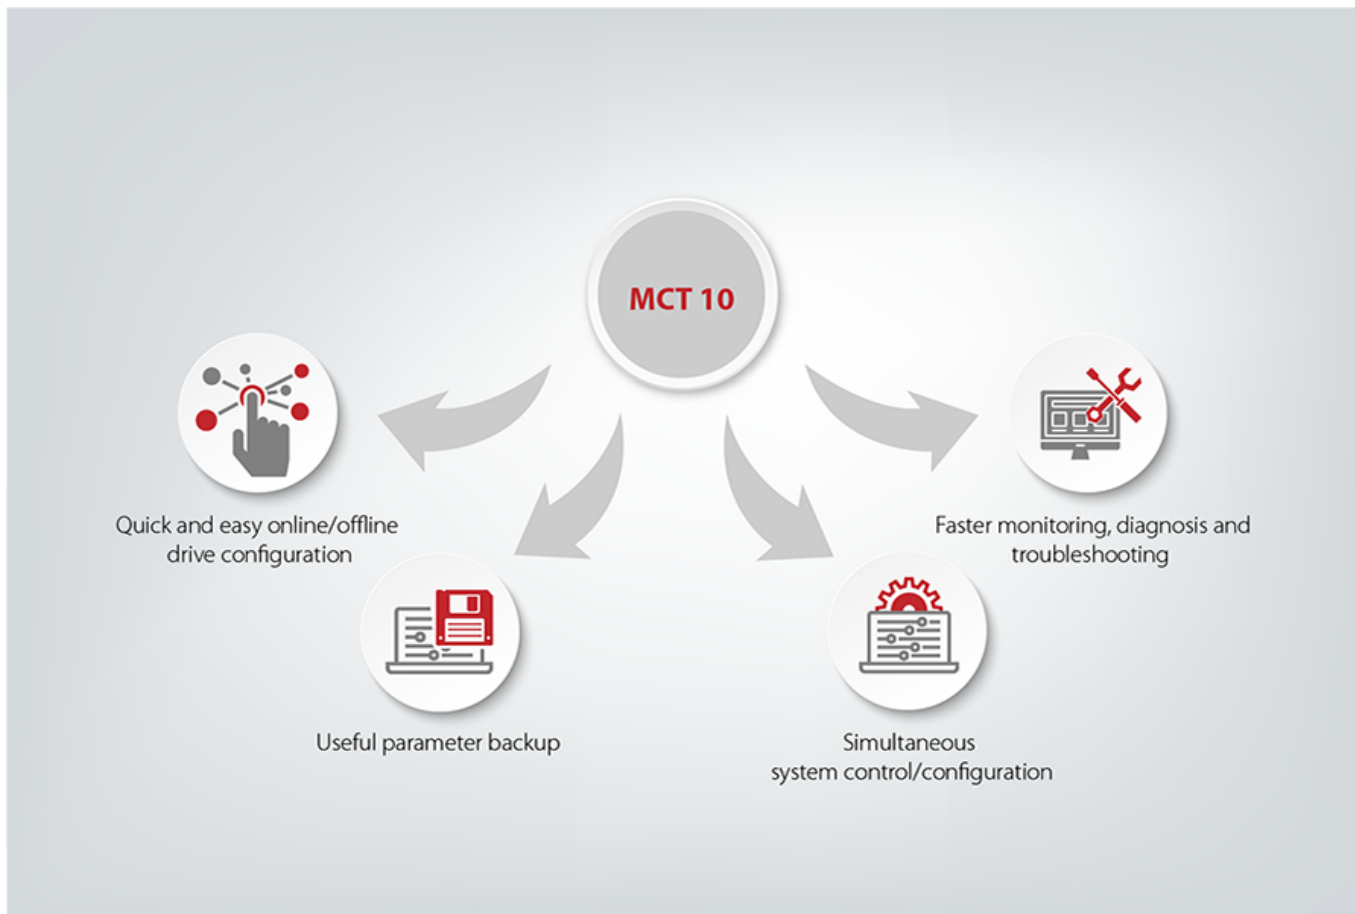 MCT 10
Quick and easy online/offline
drive configuration
Faster monitoring, diagnosis and
troubleshooting
Useful parameter backup
Simultaneous
system control/configuration